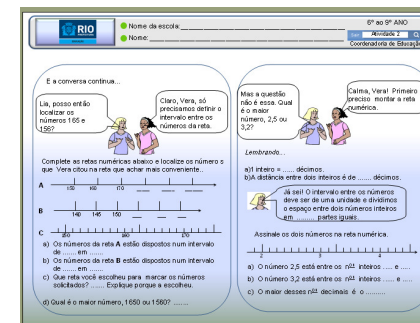 RIO
Nome da escola:
Nome:
6º ao 9º ANO
Atividade 2
Coordenadoria de Educação
E a conversa continua...
Lia, posso então
localizar os
números 165 e
156?
Claro, Vera, só
precisamos definir o
intervalo entre os
números da reta.
Complete as retas numéricas abaixo e localize os número s
que Vera citou na reta que achar mais conveniente..
A
150 160 170
B
140 145 150
C
150 160 170
a) Os números da reta A estão dispostos num intervalo
de ...... em ......
b) Os números da reta B estão dispostos num intervalo
de ...... em ......
c) Que reta você escolheu para marcar os números
solicitados? ....... Explique porque a escolheu.
d) Qual é o maior número, 1650 ou 1560? ........
Mas a questão
não é essa. Qual
é o maior
número, 2,5 ou
3,2?
Calma, Vera! Primeiro
preciso montar a reta
numérica.
Lembrando...
a)1 inteiro = ...... décimos.
b)A distância entre dois inteiros é de ...... décimos.
Já sei! O intervalo entre os números
deve ser de uma unidade e dividimos
o espaço entre dois números inteiros
em .......... partes iguais.
Assinale os dois números na reta numérica.
2 3 4
a) O número 2,5 está entre os nos inteiros ..... e .....
b) O número 3,2 está entre os nos inteiros ..... e .....
c) O maior desses nos decimais é o ..........